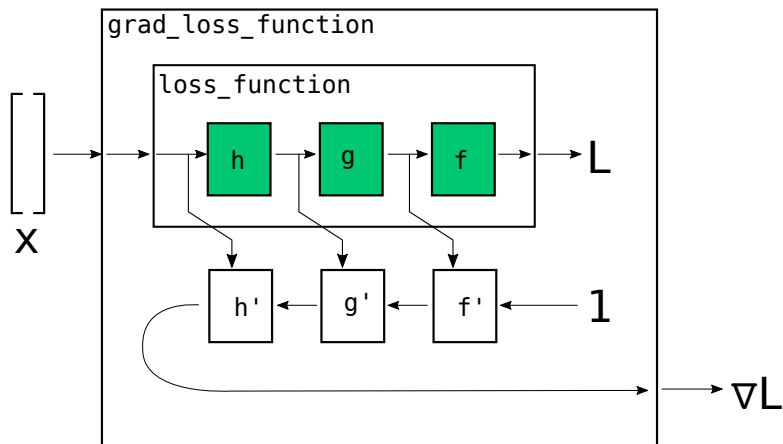 grad_loss_function
loss_function
h g f L
x
h' g' f' 1
∇L